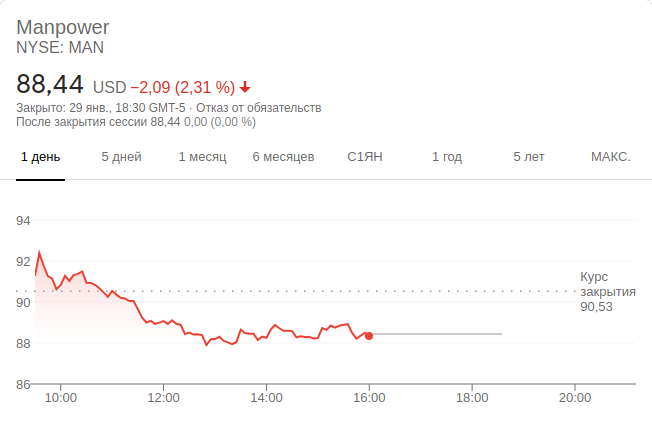 Manpower
NYSE: MAN
88,44 USD −2,09 (2,31 %)
Закрыто: 29 янв., 18:30 GMT-5 · Отказ от обязательств
После закрытия сессии 88,44 0,00 (0,00 %)
1 день 5 дней 1 месяц 6 месяцев С1ЯН 1 год 5 лет МАКС.
94
92
Курс
закрытия
90,53
90
88
86
10:00 12:00 14:00 16:00 18:00 20:00